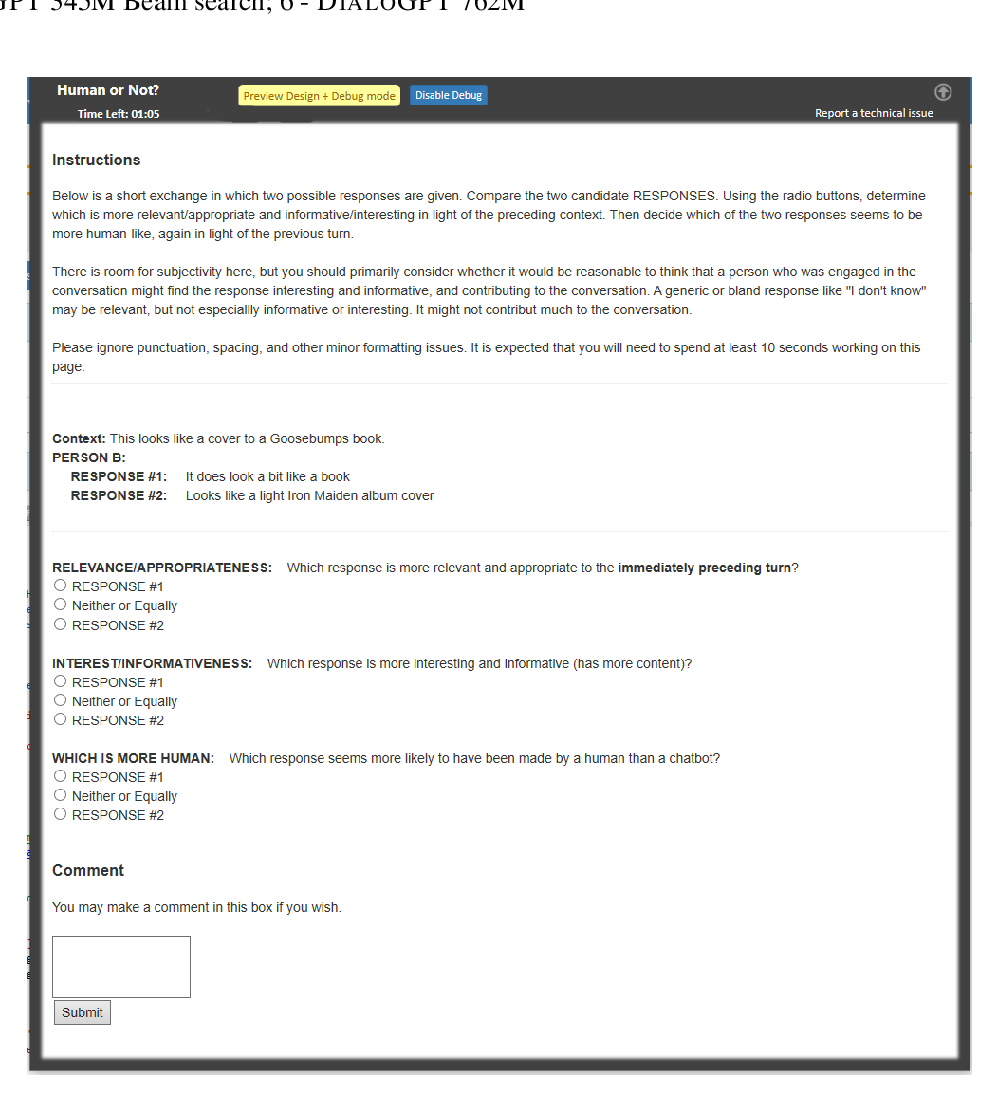 GPT 345M Beam search; 6 - DIALOGPT 762M
Human or Not?
Preview Design + Debug mode
Disable Debug
Time Left: 01:05
Report a technical issue
Instructions
Below is a short exchange in which two possible responses are given. Compare the two candidate RESPONSES. Using the radio buttons, determine
which is more relevant/appropriate and informative/interesting in light of the preceding context. Then decide which of the two responses seems to be
more human like, again in light of the previous turn.
There is room for subjectivity here, but you should primarily consider whether it would be reasonable to think that a person who was engaged in the
conversation might find the response interesting and informative, and contributing to the conversation. A generic or bland response like "I don't know"
may be relevant, but not especiallly informative or interesting. It might not contribut much to the conversation.
Please ignore punctuation, spacing, and other minor formatting issues. It is expected that you will need to spend at least 10 seconds working on this
page.
Context: This looks like a cover to a Goosebumps book.
PERSON B:
RESPONSE #1: It does look a bit like a book
RESPONSE #2: Looks like a light Iron Maiden album cover
RELEVANCE/APPROPRIATENESS: Which response is more relevant and appropriate to the immediately preceding turn?
RESPONSE #1
Neither or Equally
RESPONSE #2
INTEREST/INFORMATIVENESS: Which response is more interesting and informative (has more content)?
RESPONSE #1
Neither or Equally
RESPONSE #2
WHICH IS MORE HUMAN: Which response seems more likely to have been made by a human than a chatbot?
RESPONSE #1
Neither or Equally
RESPONSE #2
Comment
You may make a comment in this box if you wish.
Submit